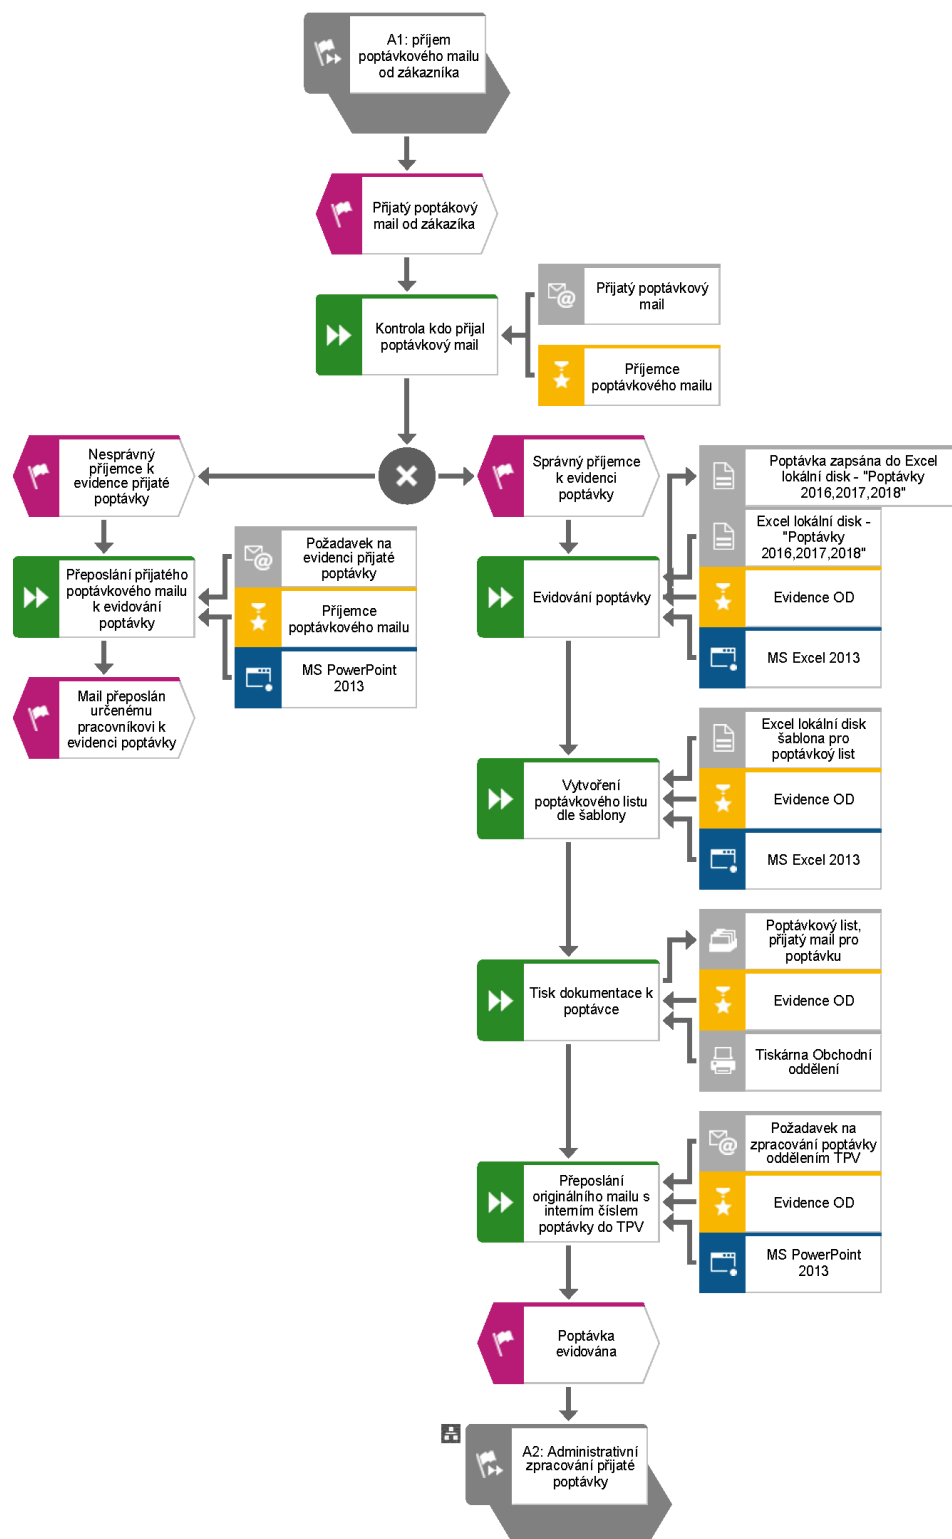 A1: příjem
poptávkového mailu
od zákazníka
Přijatý poptákový
mail od zákazíka
Kontrola kdo přijal
poptávkový mail
Přijatý poptávkový
mail
Příjemce
poptávkového mailu
Nesprávný
příjemce k
evidence přijaté
poptávky
Správný příjemce
k evidenci
poptávky
Poptávka zapsána do Excel
lokální disk - "Poptávky
2016,2017,2018"
Excel lokální disk -
"Poptávky
2016,2017,2018"
Přeposlání přijatého
poptávkového mailu
k evidování
poptávky
Požadavek na
evidenci přijaté
poptávky
Příjemce
poptávkového mailu
MS PowerPoint
2013
Evidování poptávky
Evidence OD
MS Excel 2013
Mail přeposlán
určenému
pracovníkovi k
evidenci poptávky
Vytvoření
poptávkového listu
dle šablony
Excel lokální disk
šablona pro
poptávkoý list
Evidence OD
MS Excel 2013
Tisk dokumentace k
poptávce
Poptávkový list,
přijatý mail pro
poptávku
Evidence OD
Tiskárna Obchodní
oddělení
Přeposlání
originálního mailu s
interním číslem
poptávky do TPV
Požadavek na
zpracování poptávky
oddělením TPV
Evidence OD
MS PowerPoint
2013
Poptávka
evidována
A2: Administrativní
zpracování přijaté
poptávky